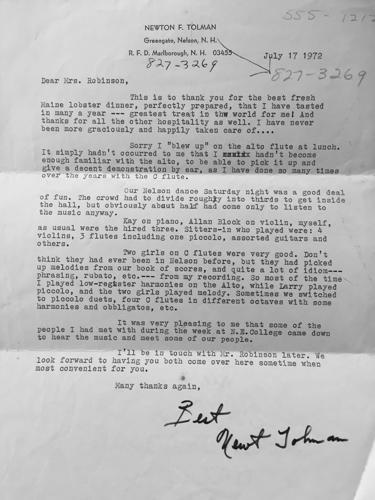 555-1212
NEWTON F. TOLMAN
Greengate, Nelson, N. H.
R. F. D. Marlborough, N. H. 03455
827-3269
July 17 1972
827-3269
Dear Mrs. Robinson,
This is to thank you for the best fresh
Maine lobster dinner, perfectly prepared, that I have tasted
in many a year --- greatest treat in the world for me! And
thanks for all the other hospitality as well. I have never
been more graciously and happily taken care of....
Sorry I "blew up" on the alto flute at lunch.
It simply hadn't occurred to me that I hadn't become
enough familiar with the alto, to be able to pick it up and
give a decent demonstration by ear, as I have done so many times
over the years with the C flute.
Our Nelson dance Saturday night was a good deal
of fun. The crowd had to divide roughly into thirds to get inside
the hall, but obviously about half had come only to listen to
the music anyway.
Kay on piano, Allan Block on violin, myself,
as usual were the hired three. Sitters-in who played were: 4
violins, 3 flutes including one piccolo, assorted guitars and
others.
Two girls on C flutes were very good. Don't
think they had ever been in Nelson before, but they had picked
up melodies from our book of scores, and quite a lot of idiom---
phrasing, rubato, etc.--- from my recording. So most of the time
I played low-register harmonies on the Alto, while Larry played
piccolo, and the two girls played melody. Sometimes we switched
to piccolo duets, four C flutes in different octaves with some
harmonies and obbligatos, etc.
It was very pleasing to me that some of the
people I had met with during the week at N.E.College came down
to hear the music and meet some of our people.
I'll be in touch with Mr. Robinson later. We
look forward to having you both come over here sometime when
most convenient for you.
Many thanks again,
Best
Newt Tolman